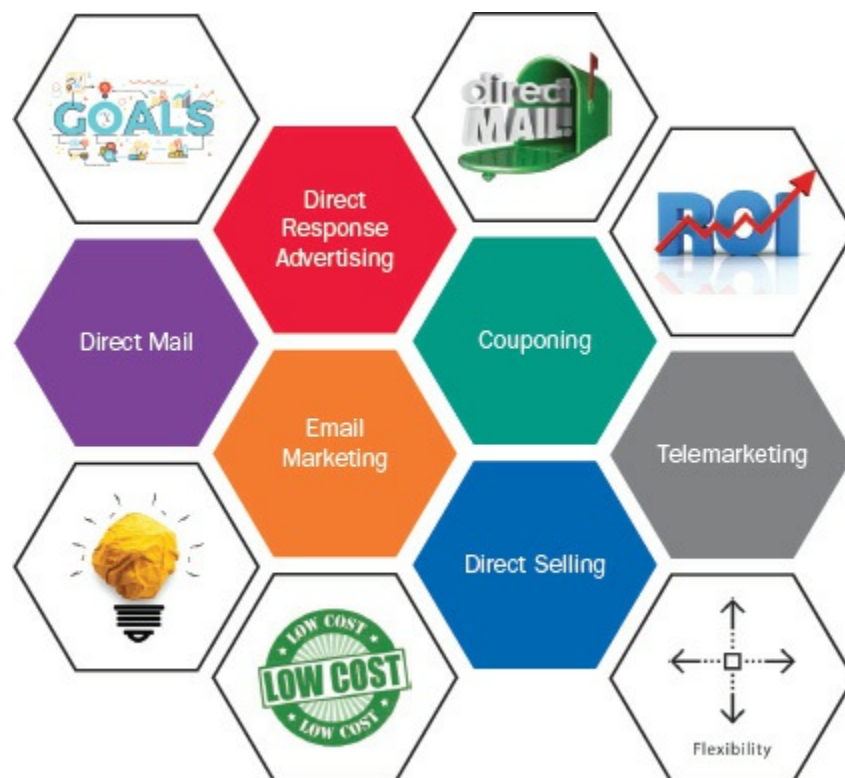 GOALS
direct
MAIL!
Direct
Response
Advertising
ROI
Direct Mail
Couponing
Email
Marketing
Telemarketing
Direct Selling
LOW COST
LOW COST
LOW COST
Flexibility